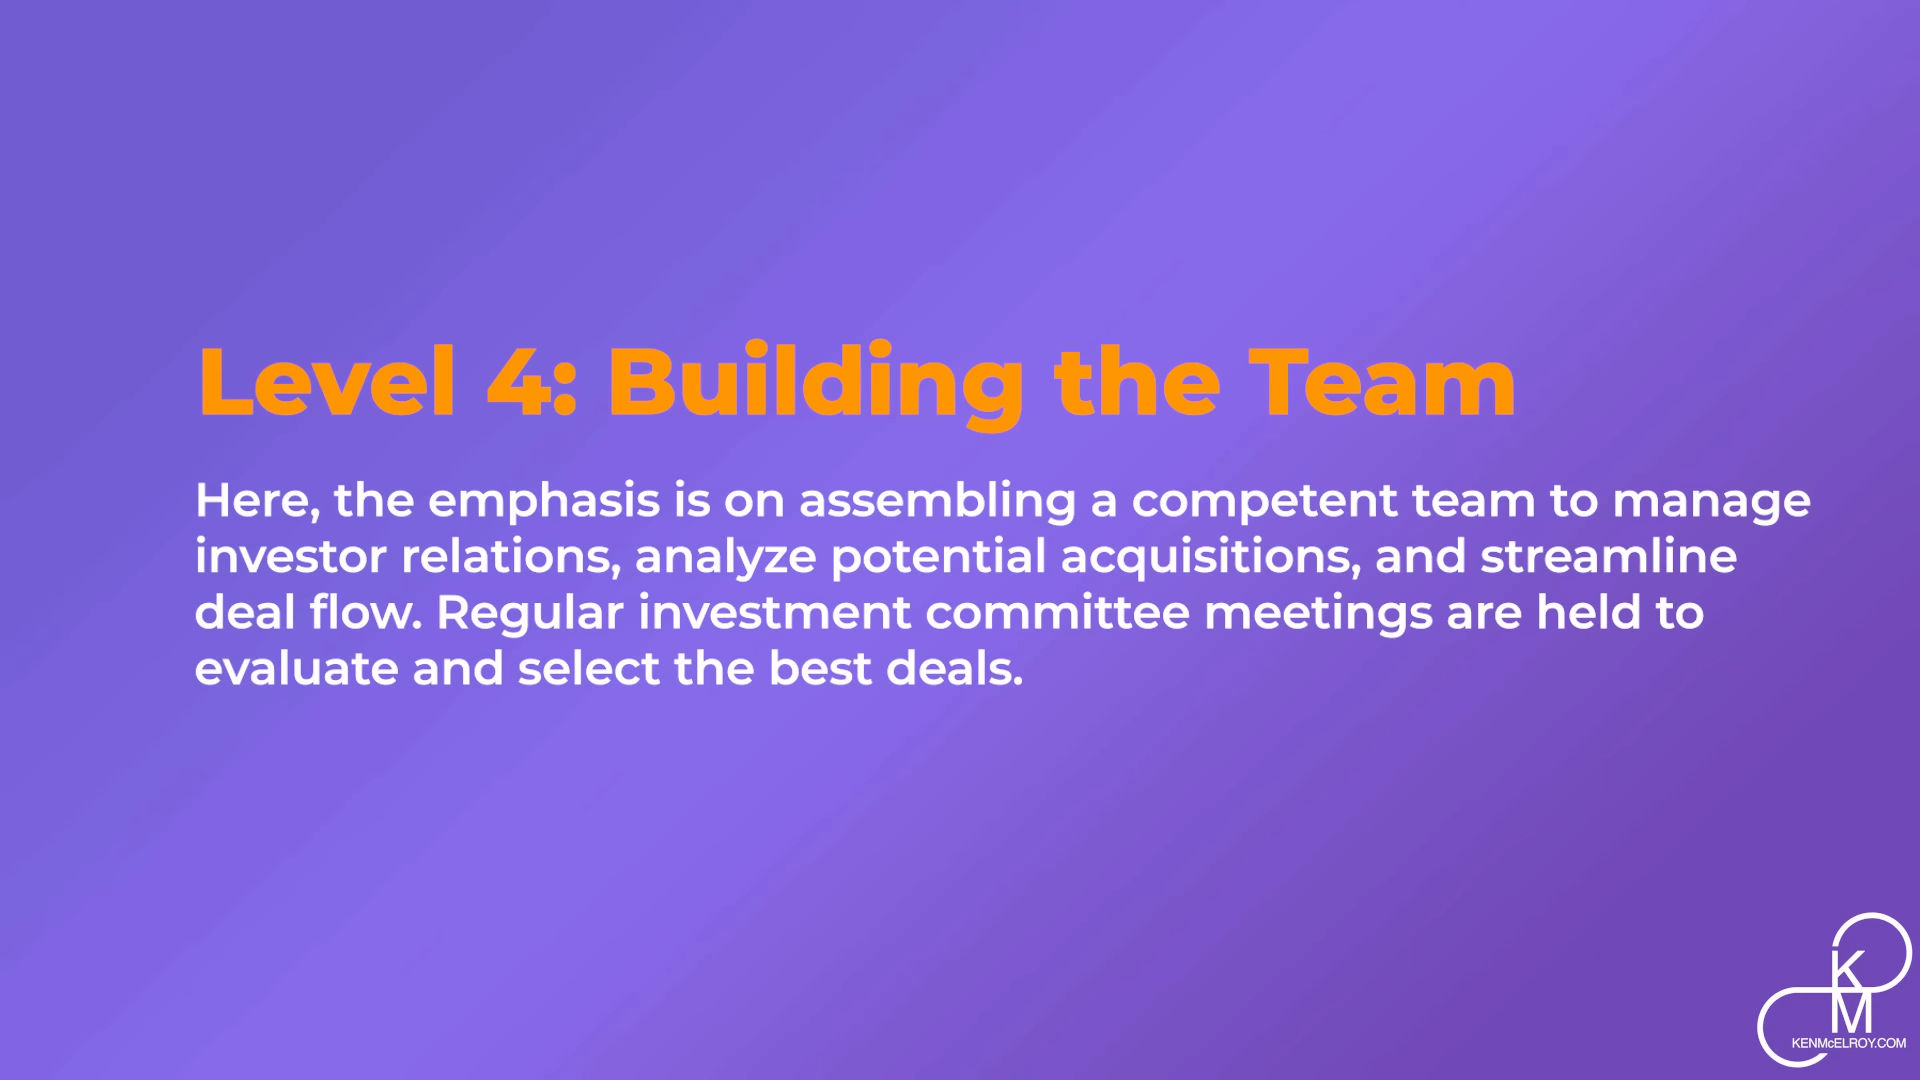 Level 4: Building the Team
Here, the emphasis is on assembling a competent team to manage
investor relations, analyze potential acquisitions, and streamline
deal flow. Regular investment committee meetings are held to
evaluate and select the best deals.
K
M
KENMcELROY.COM